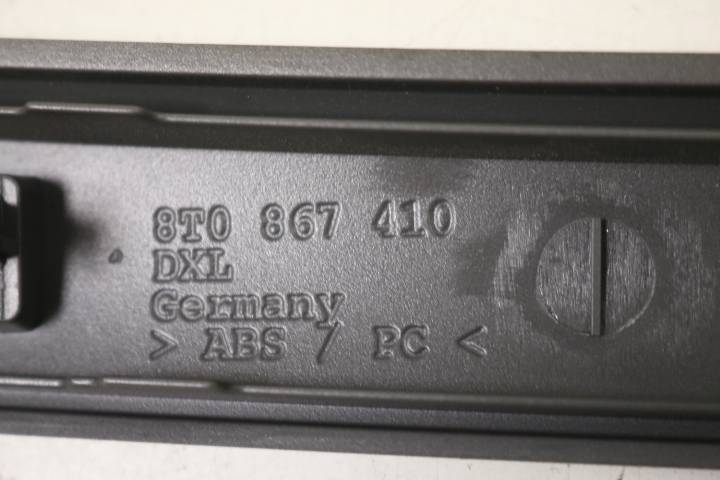 8T0 867 410
DXL
Germany
> ABS / PC <